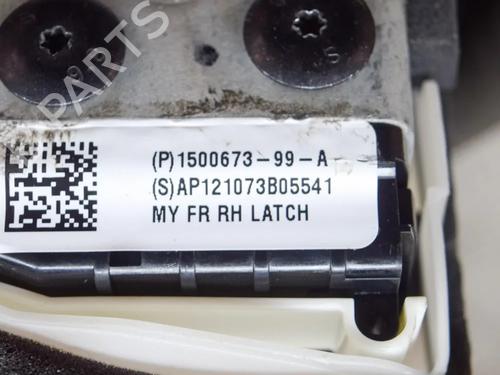 PARTS
(P)1500673-99-A
(S)AP121073B05541
MY FR RH LATCH